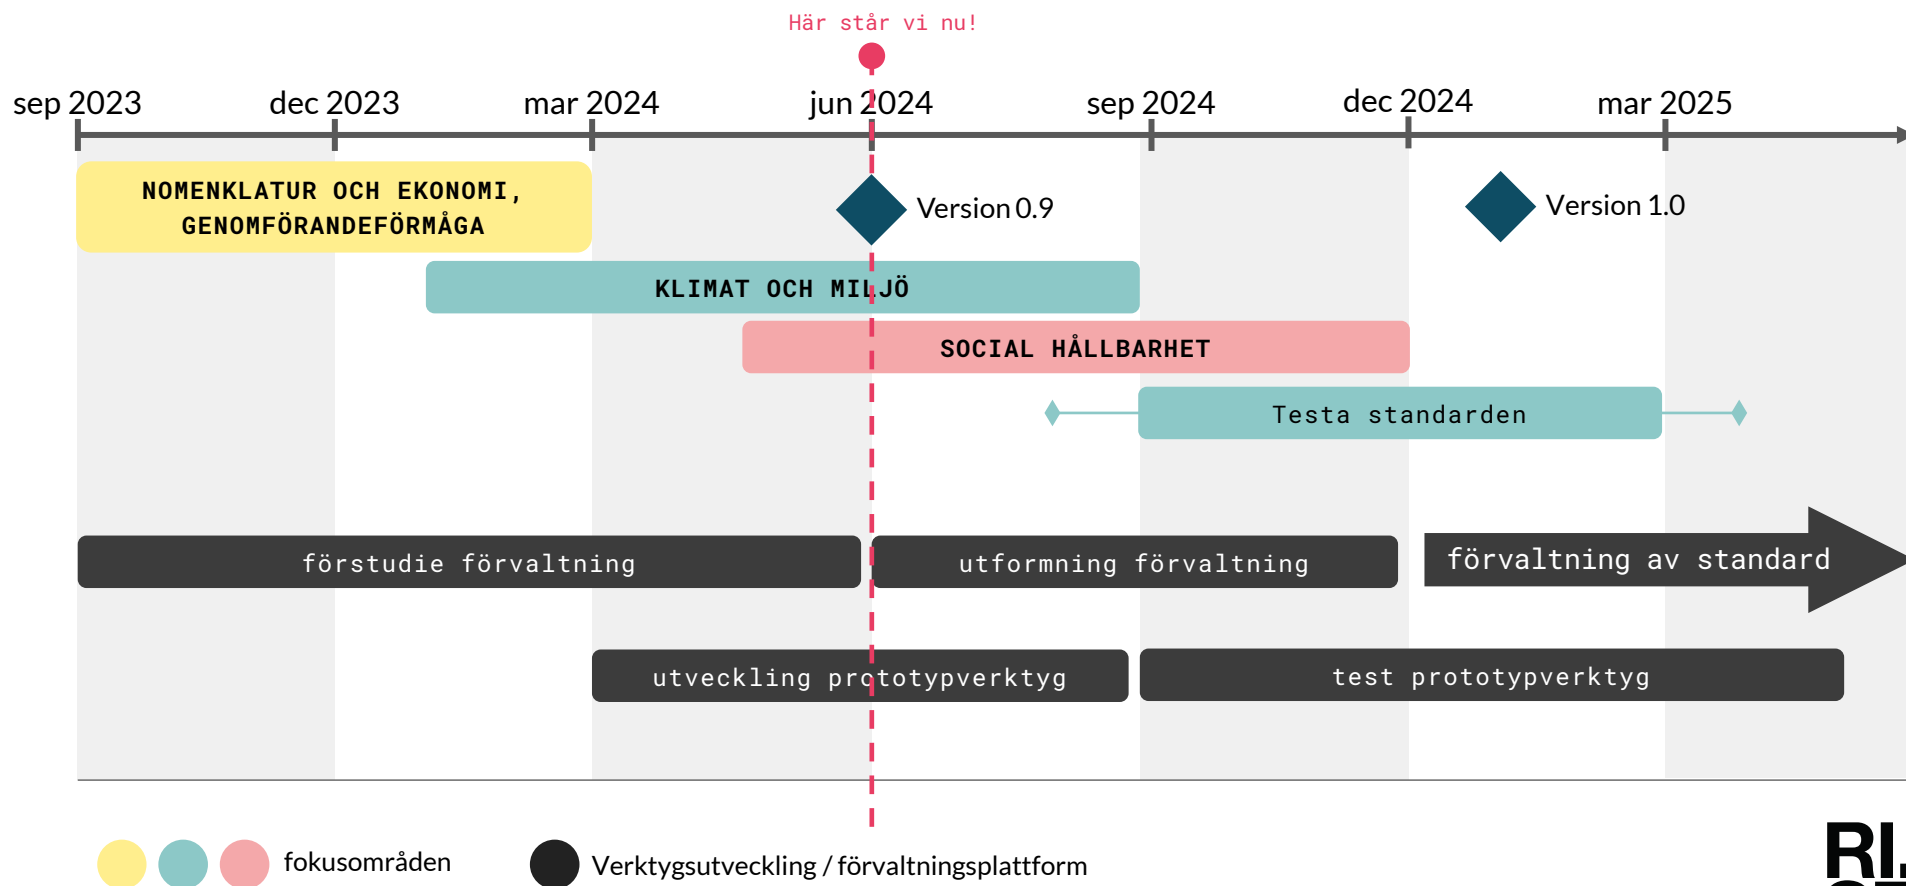 Här står vi nu!
sep 2023
dec 2023
mar 2024
jun 2024
sep 2024
dec 2024
mar 2025
NOMENKLATUR OCH EKONOMI,
GENOMFÖRANDEFÖRMÅGA
Version 0.9
Version 1.0
KLIMAT OCH MILJÖ
SOCIAL HÅLLBARHET
Testa standarden
förstudie förvaltning
utformning förvaltning
förvaltning av standard
utveckling prototypverktyg
test prototypverktyg
fokusområden
Verktygsutveckling / förvaltningsplattform